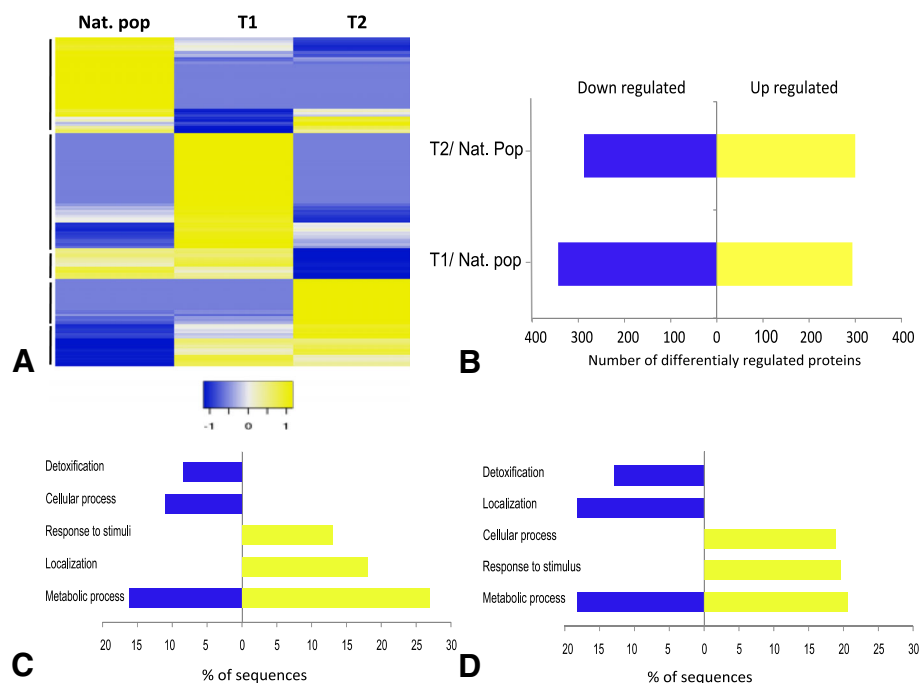 Nat. pop T1 T2
A
-1 0 1
Down regulated Up regulated
T2/ Nat. Pop
T1/ Nat. pop
400 300 200 100 0 100 200 300 400
Number of differentialy regulated proteins
B
Detoxification
Cellular process
Response to stimuli
Localization
Metabolic process
20 15 10 5 0 5 10 15 20 25 30
% of sequences
C
Detoxification
Localization
Cellular process
Response to stimulus
Metabolic process
20 15 10 5 0 5 10 15 20 25 30
% of sequences
D